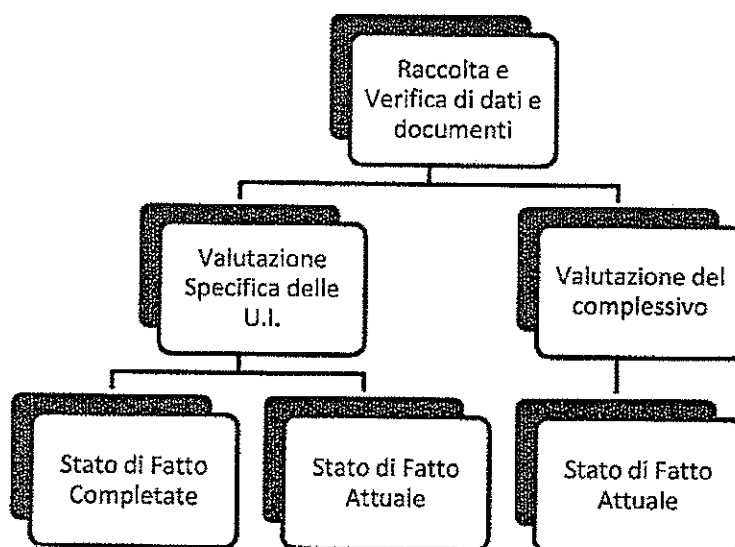 Raccolta e
Verifica di dati e
documenti
Valutazione
Specifica delle
U.I.
Valutazione del
complessivo
Stato di Fatto
Completate
Stato di Fatto
Attuale
Stato di Fatto
Attuale